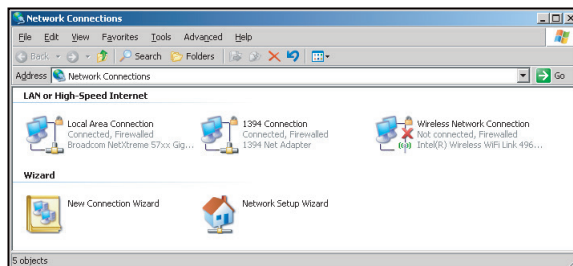 Network Connections
File Edit View Favorites Tools Advanced Help
Back Search Folders
Address Network Connections Go
LAN or High-Speed Internet
Local Area Connection
Connected, Firewalled
Broadcom NetXtreme 57xx Gig...
1394 Connection
Connected, Firewalled
1394 Net Adapter
Wireless Network Connection
Not connected, Firewalled
Intel(R) Wireless WiFi Link 496...
Wizard
New Connection Wizard
Network Setup Wizard
5 objects